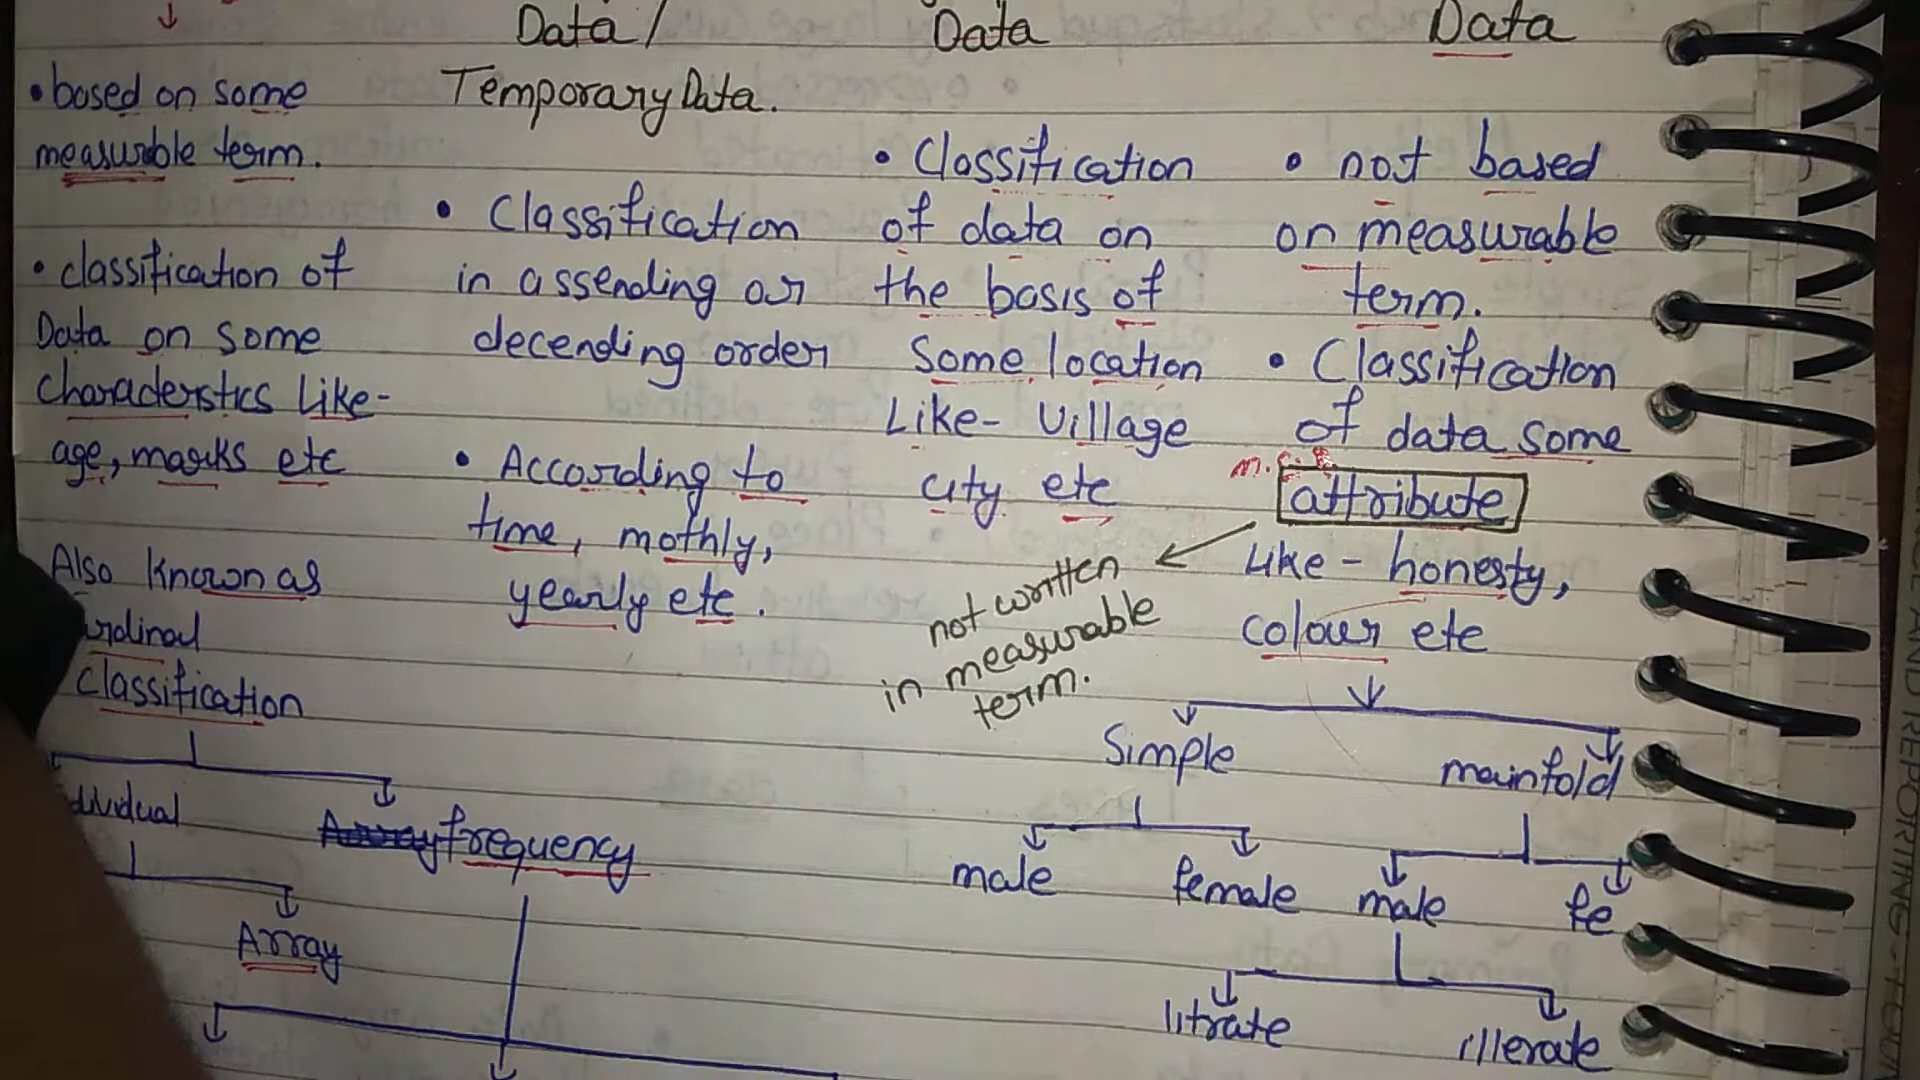 Data /
Temporary Data.
Data
Data
• based on some
measurable term.
• classification of
Data on some
characterstics like-
age, marks etc
Also known as
Classification
frequency
Array
• Classification
in assending or
decending order
• According to
time, mothly,
yearly etc.
• Classification
of data on
the basis of
Some location
Like- Village
city etc
• not based
on measurable
term.
• Classification
of data some
attribute
Like - honesty,
colour etc
not written
in measurable
term.
Simple
mainfold
male
female
male
fe
litrate
illerate